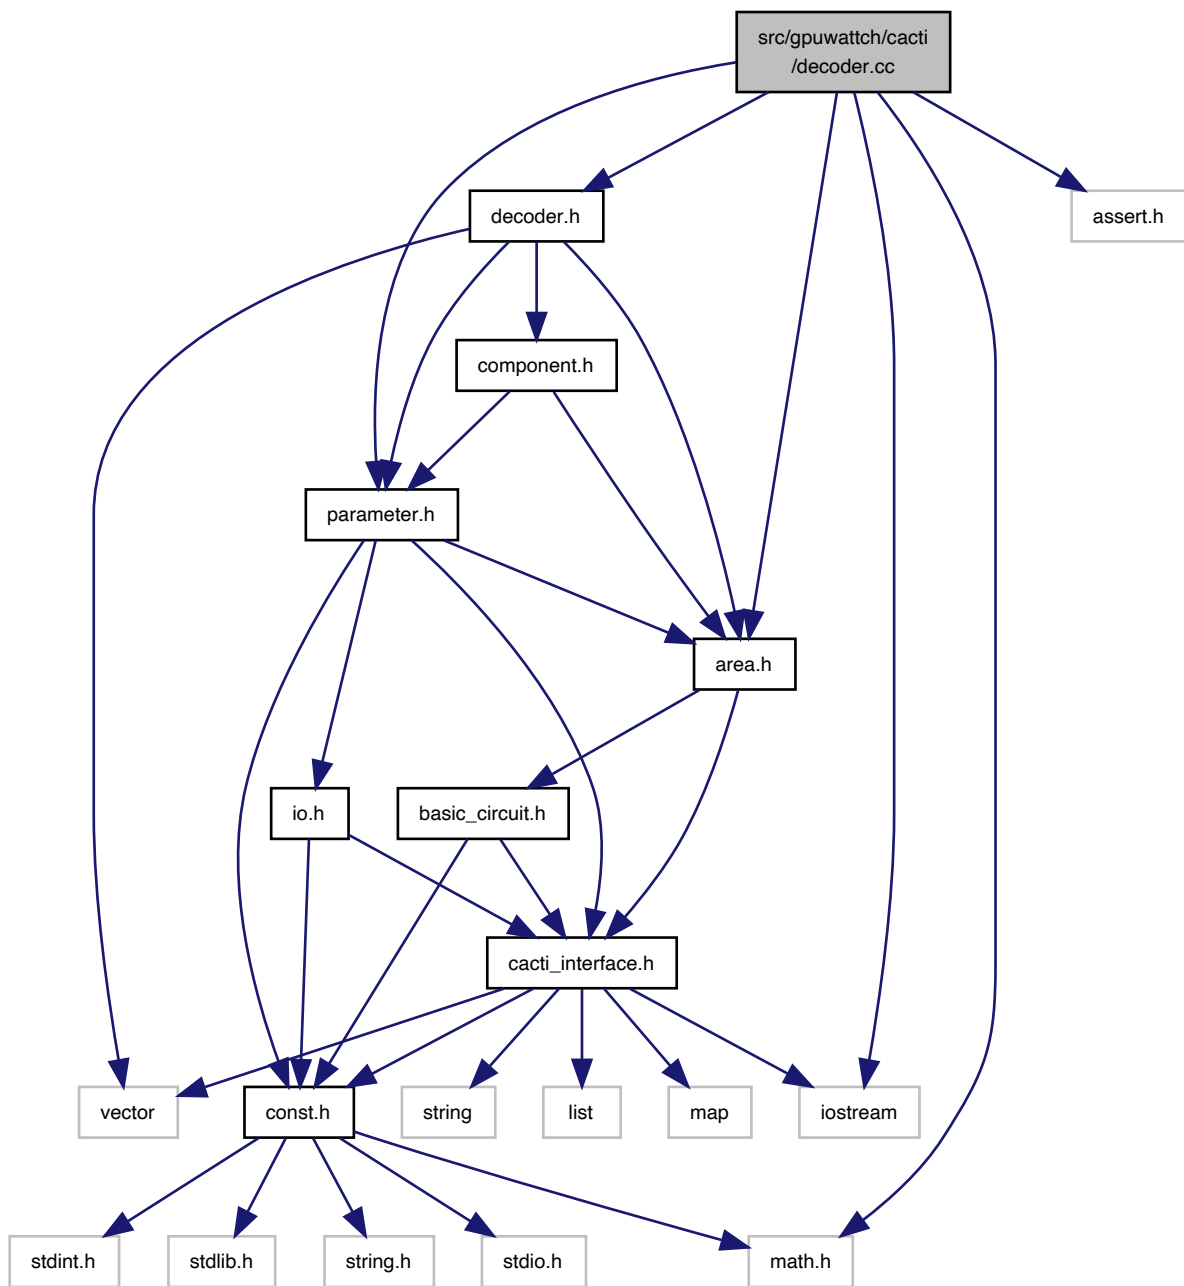 src/gpuwattch/cacti
/decoder.cc
decoder.h
assert.h
component.h
parameter.h
area.h
io.h
basic_circuit.h
cacti_interface.h
vector
const.h
string
list
map
iostream
stdint.h
stdlib.h
string.h
stdio.h
math.h